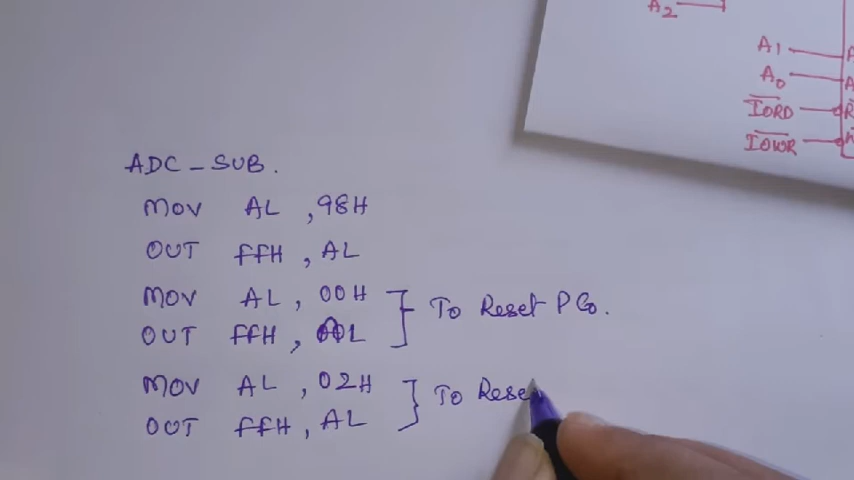 A2
A1
A0
IORD
IOWR
ADC-SUB.
MOV AL, 98H
OUT FFH, AL
MOV AL, 00H
OUT FFH, AL
To Reset PC0.
MOV AL, 02H
OUT FFH, AL
To Rese